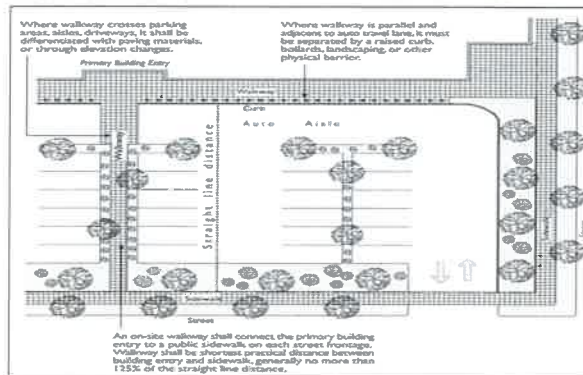 Where walkway crosses parking
areas, aisles, driveways, it shall be
differentiated with paving materials,
or through elevation changes.
Where walkway is parallel and
adjacent to auto travel lane, it must
be separated by a raised curb,
bollards, landscaping, or other
physical barrier.
Primary Building Entry
Walkway
Curb
Auto Aisle
Walkway
Straight line distance
Sidewalk
Street
An on-site walkway shall connect the primary building
entry to a public sidewalk on each street frontage.
Walkway shall be shortest practical distance between
building entry and sidewalk, generally no more than
125% of the straight line distance.